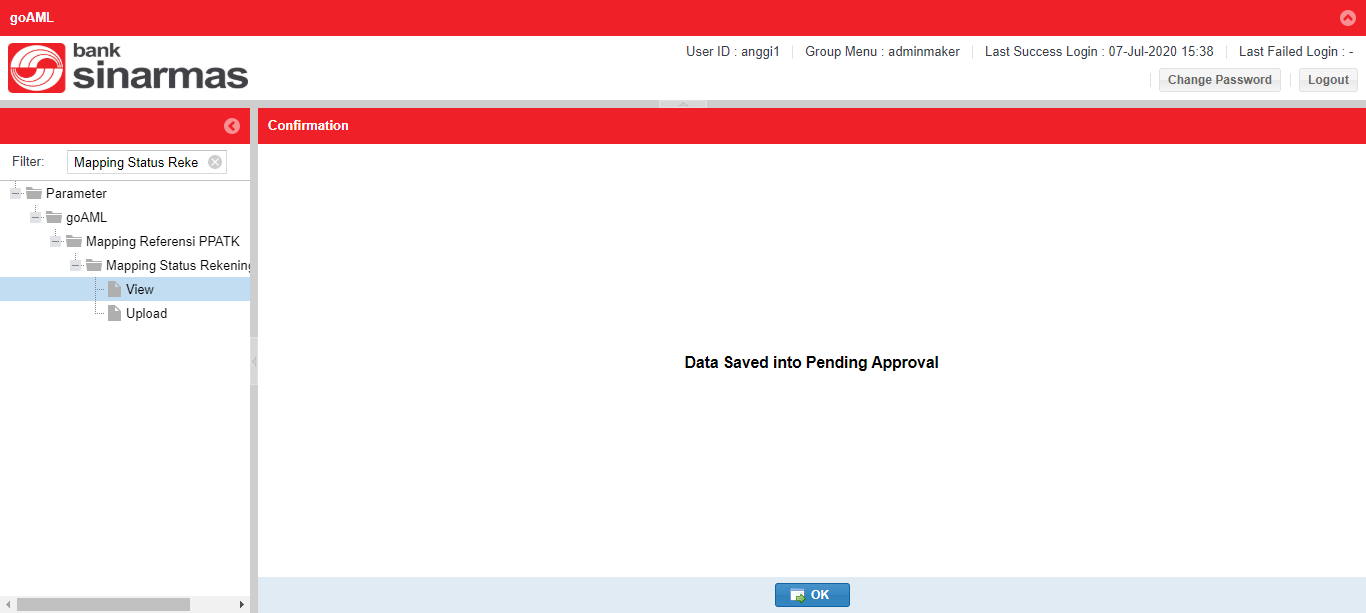 goAML
bank
sinarmas
User ID : anggi1
Group Menu : adminmaker
Last Success Login : 07-Jul-2020 15:38
Last Failed Login : -
Change Password
Logout
Confirmation
Filter:
Mapping Status Reke
Parameter
goAML
Mapping Referensi PPATK
Mapping Status Rekening
View
Upload
Data Saved into Pending Approval
OK